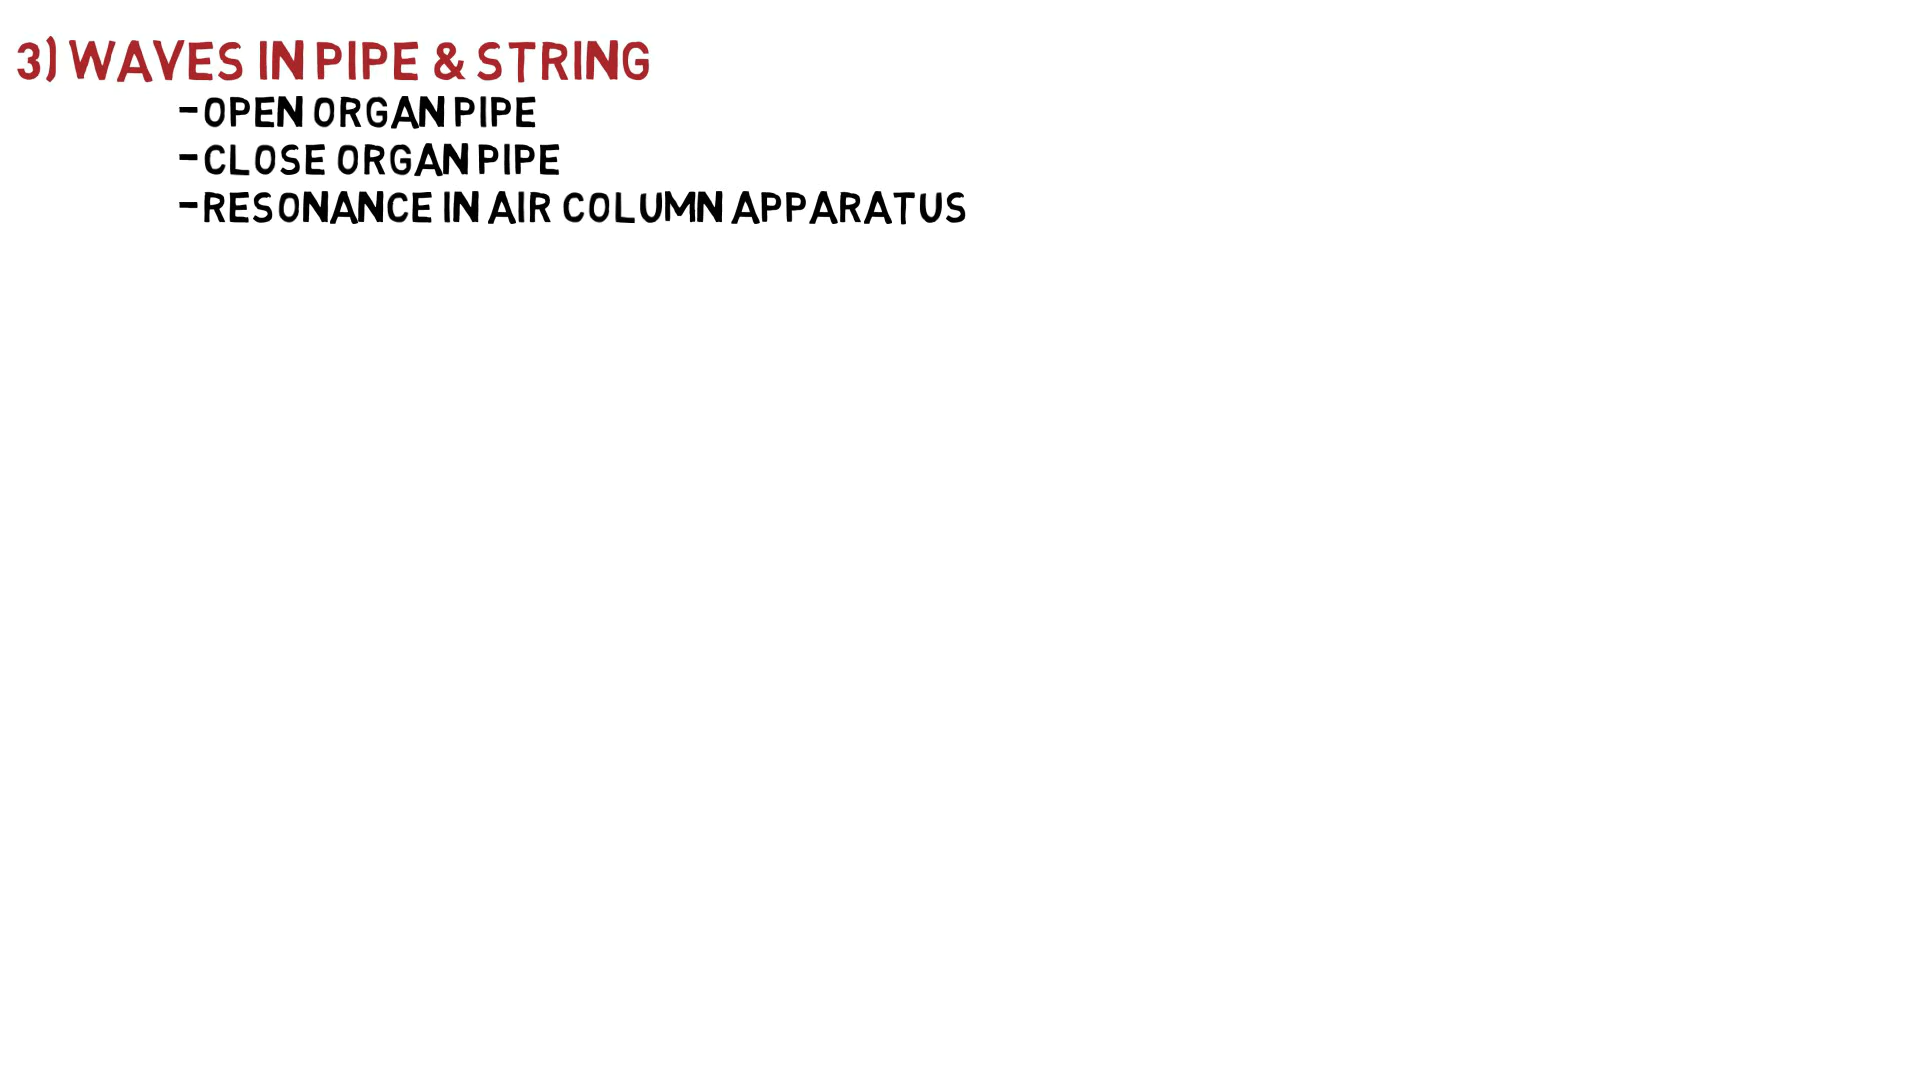 3) WAVES IN PIPE & STRING
-OPEN ORGAN PIPE
-CLOSE ORGAN PIPE
-RESONANCE IN AIR COLUMN APPARATUS